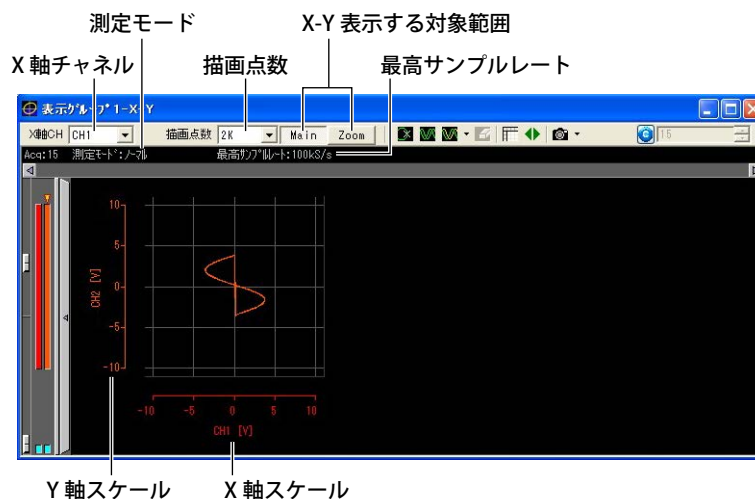 測定モード
X-Y 表示する対象範囲
X 軸チャネル
描画点数
最高サンプルレート
表示グループ 1-X-Y
X軸CH CH1 描画点数 2K Main Zoom 15
Acq:15 測定モード:ノーマル 最高サンプルレート:100kS/s
10
5
0
-5
-10
CH2 [V]
-10 -5 0 5 10
CH1 [V]
Y 軸スケール
X 軸スケール